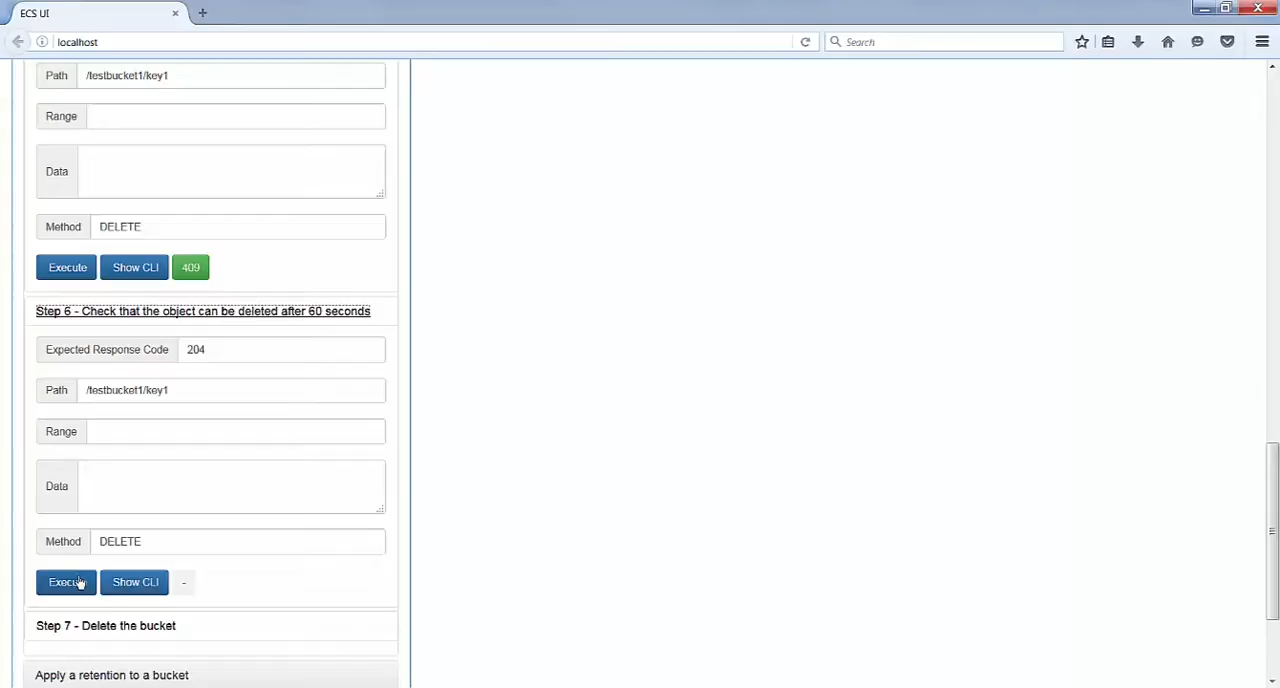 ECS UI
localhost
Search
Path /testbucket1/key1
Range
Data
Method DELETE
Execute Show CLI 409
Step 6 - Check that the object can be deleted after 60 seconds
Expected Response Code 204
Path /testbucket1/key1
Range
Data
Method DELETE
Execute Show CLI -
Step 7 - Delete the bucket
Apply a retention to a bucket